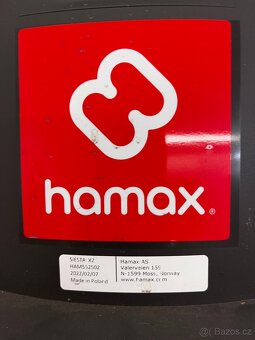 hamax®
SIESTA X2
HAM552502
2022/02/07
Made in Poland
Hamax AS
Valerveien 159
N-1599 Moss, Norway
www.hamax.com
© Bazos.cz